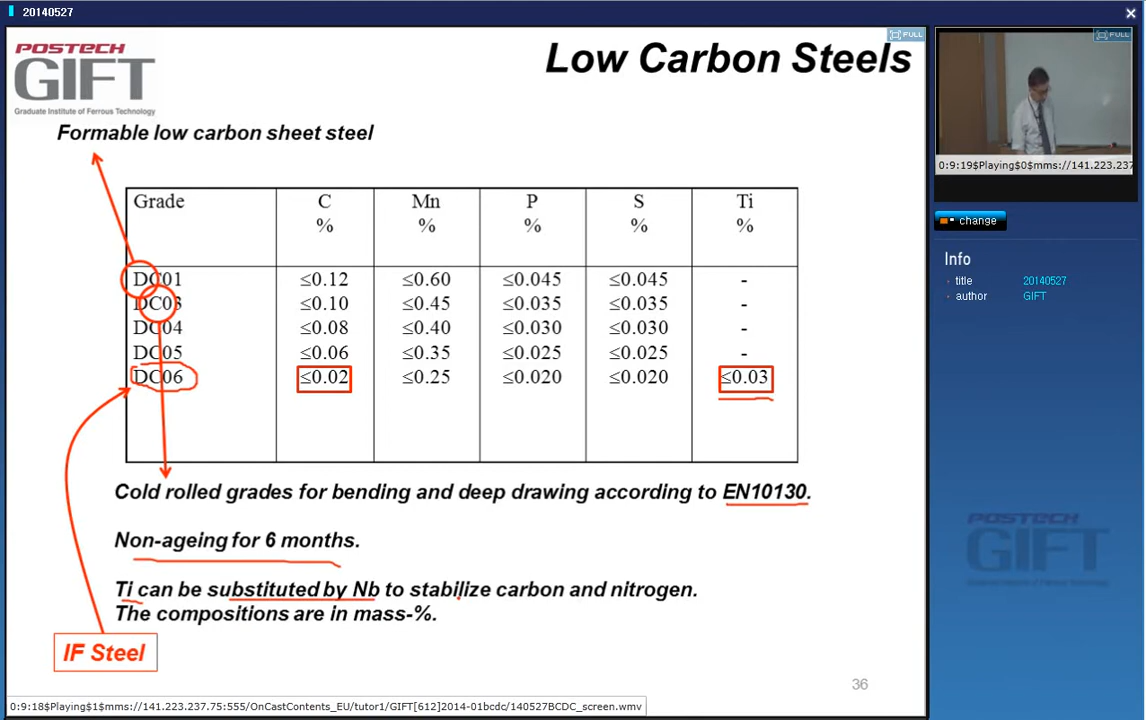 20140527
POSTECH
GIFT
Graduate Institute of Ferrous Technology
FULL
Low Carbon Steels
Formable low carbon sheet steel
Grade C % Mn % P % S % Ti %
DC01 ≤0.12 ≤0.60 ≤0.045 ≤0.045 -
DC03 ≤0.10 ≤0.45 ≤0.035 ≤0.035 -
DC04 ≤0.08 ≤0.40 ≤0.030 ≤0.030 -
DC05 ≤0.06 ≤0.35 ≤0.025 ≤0.025 -
DC06 ≤0.02 ≤0.25 ≤0.020 ≤0.020 ≤0.03
Cold rolled grades for bending and deep drawing according to EN10130.
Non-ageing for 6 months.
Ti can be substituted by Nb to stabilize carbon and nitrogen.
The compositions are in mass-%.
IF Steel
36
0:9:18$Playing$1$mms://141.223.237.75:555/OnCastContents_EU/tutor1/GIFT[612]2014-01bcdc/140527BCDC_screen.wmv
FULL
0:9:19$Playing$0$mms://141.223.237
change
Info
title 20140527
author GIFT
POSTECH
GIFT